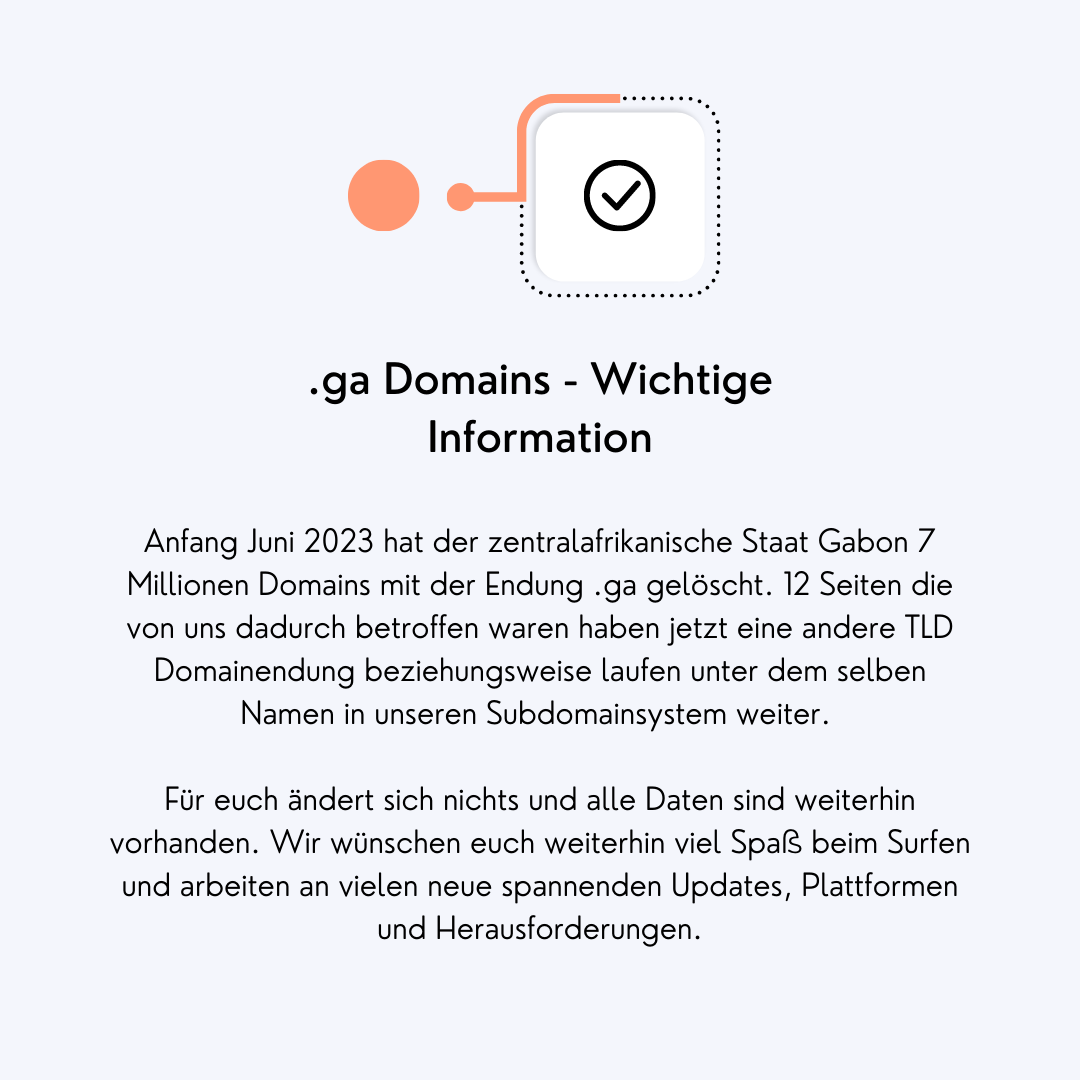 .ga Domains - Wichtige
Information
Anfang Juni 2023 hat der zentralafrikanische Staat Gabon 7
Millionen Domains mit der Endung .ga gelöscht. 12 Seiten die
von uns dadurch betroffen waren haben jetzt eine andere TLD
Domainendung beziehungsweise laufen unter dem selben
Namen in unseren Subdomainsystem weiter.
Für euch ändert sich nichts und alle Daten sind weiterhin
vorhanden. Wir wünschen euch weiterhin viel Spaß beim Surfen
und arbeiten an vielen neue spannenden Updates, Plattformen
und Herausforderungen.